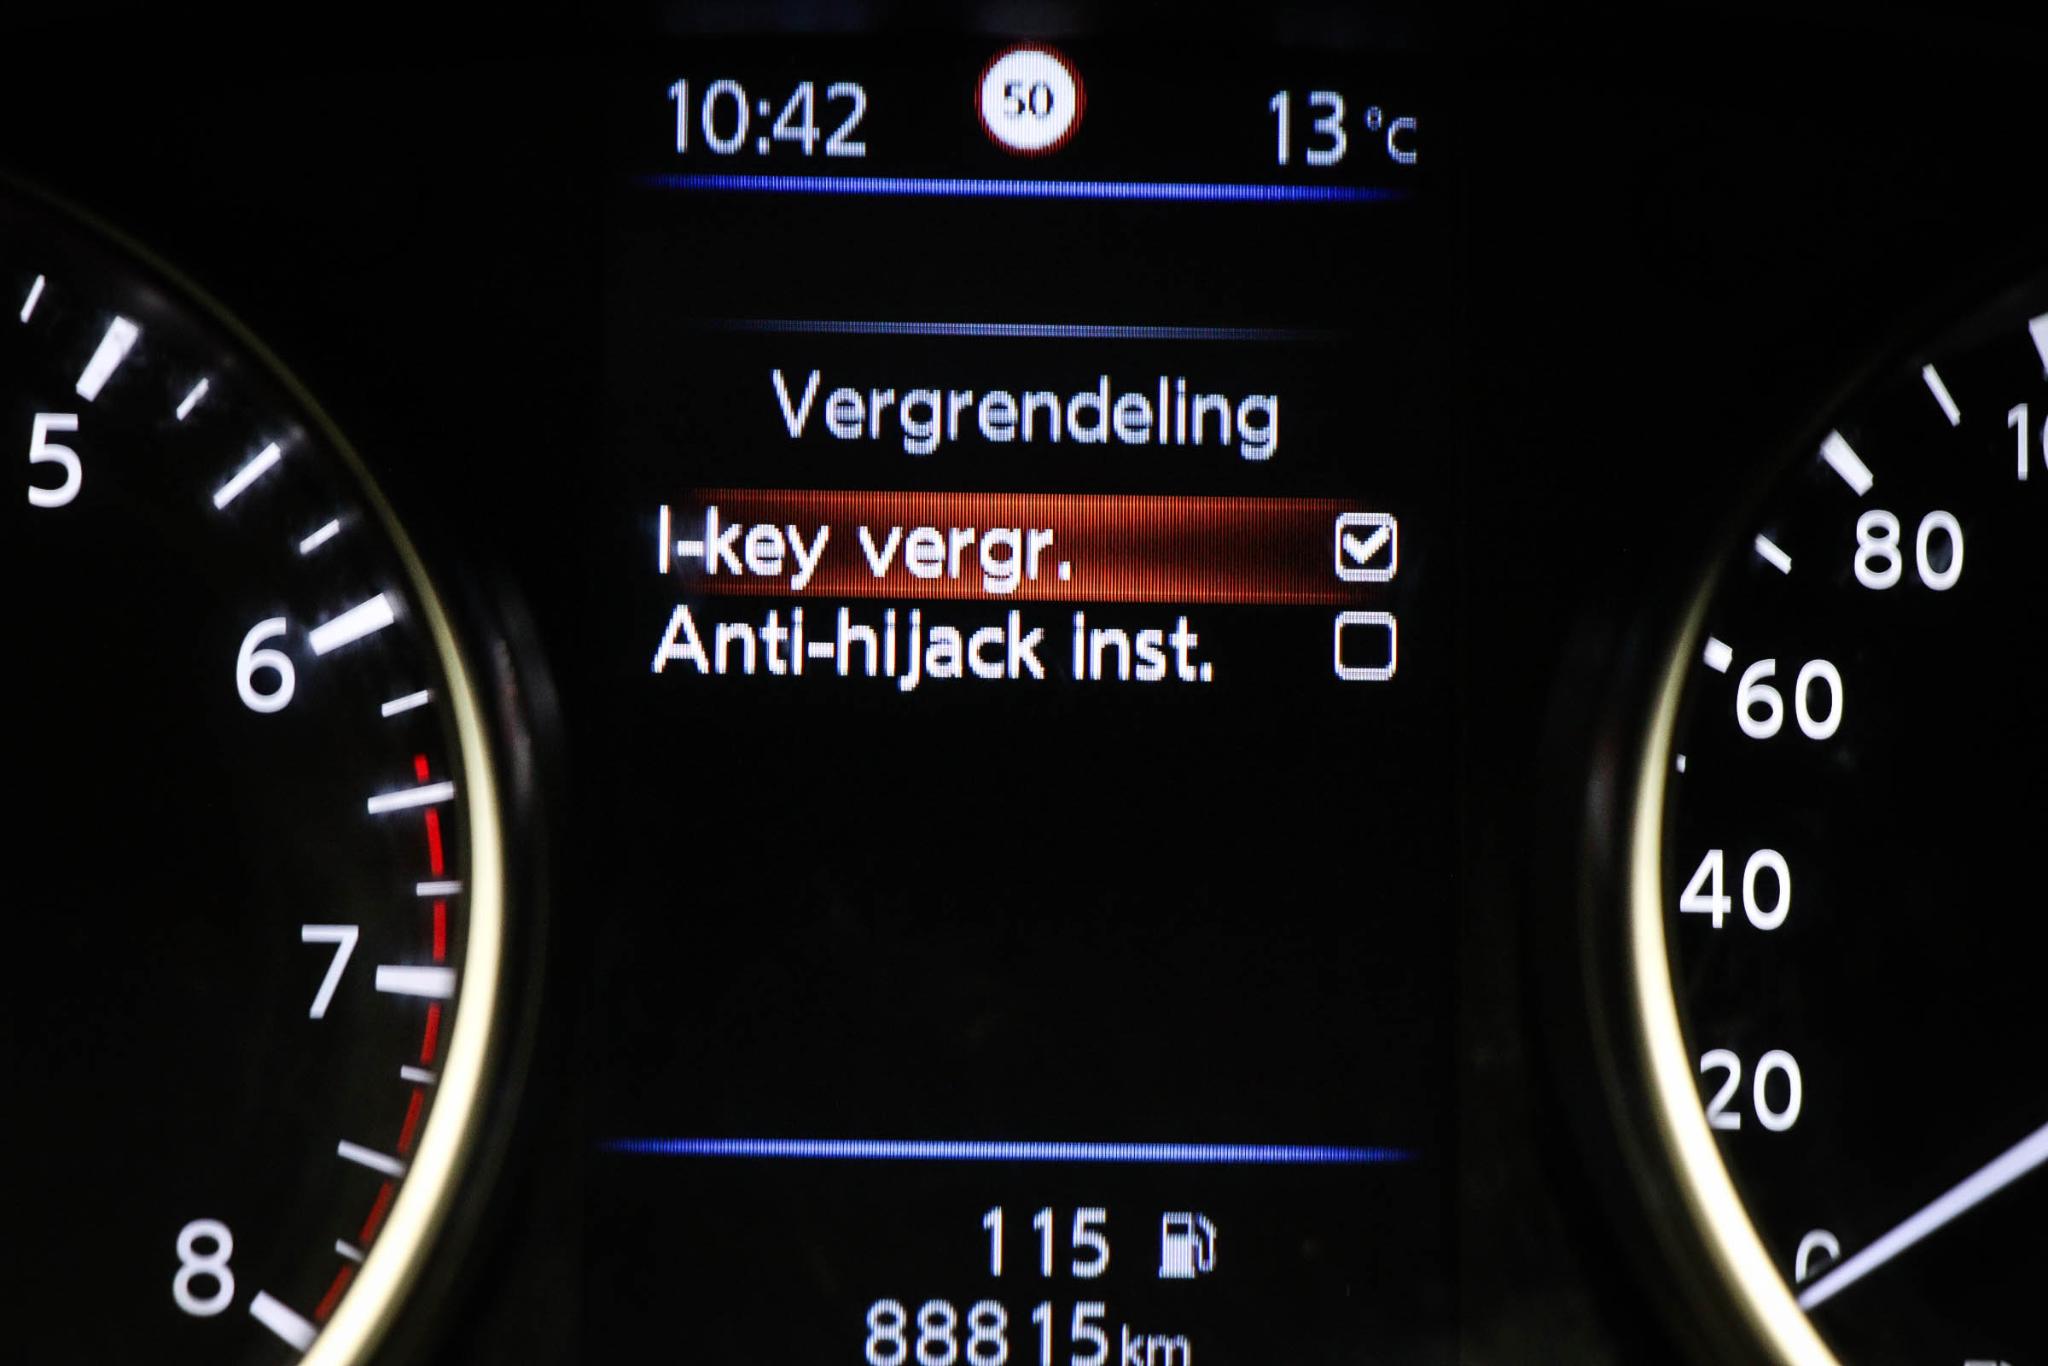 10:42 50 13 °C
Vergrendeling
I-key vergr.
Anti-hijack inst.
115
88815 km
5
6
7
8
80
60
40
20
0